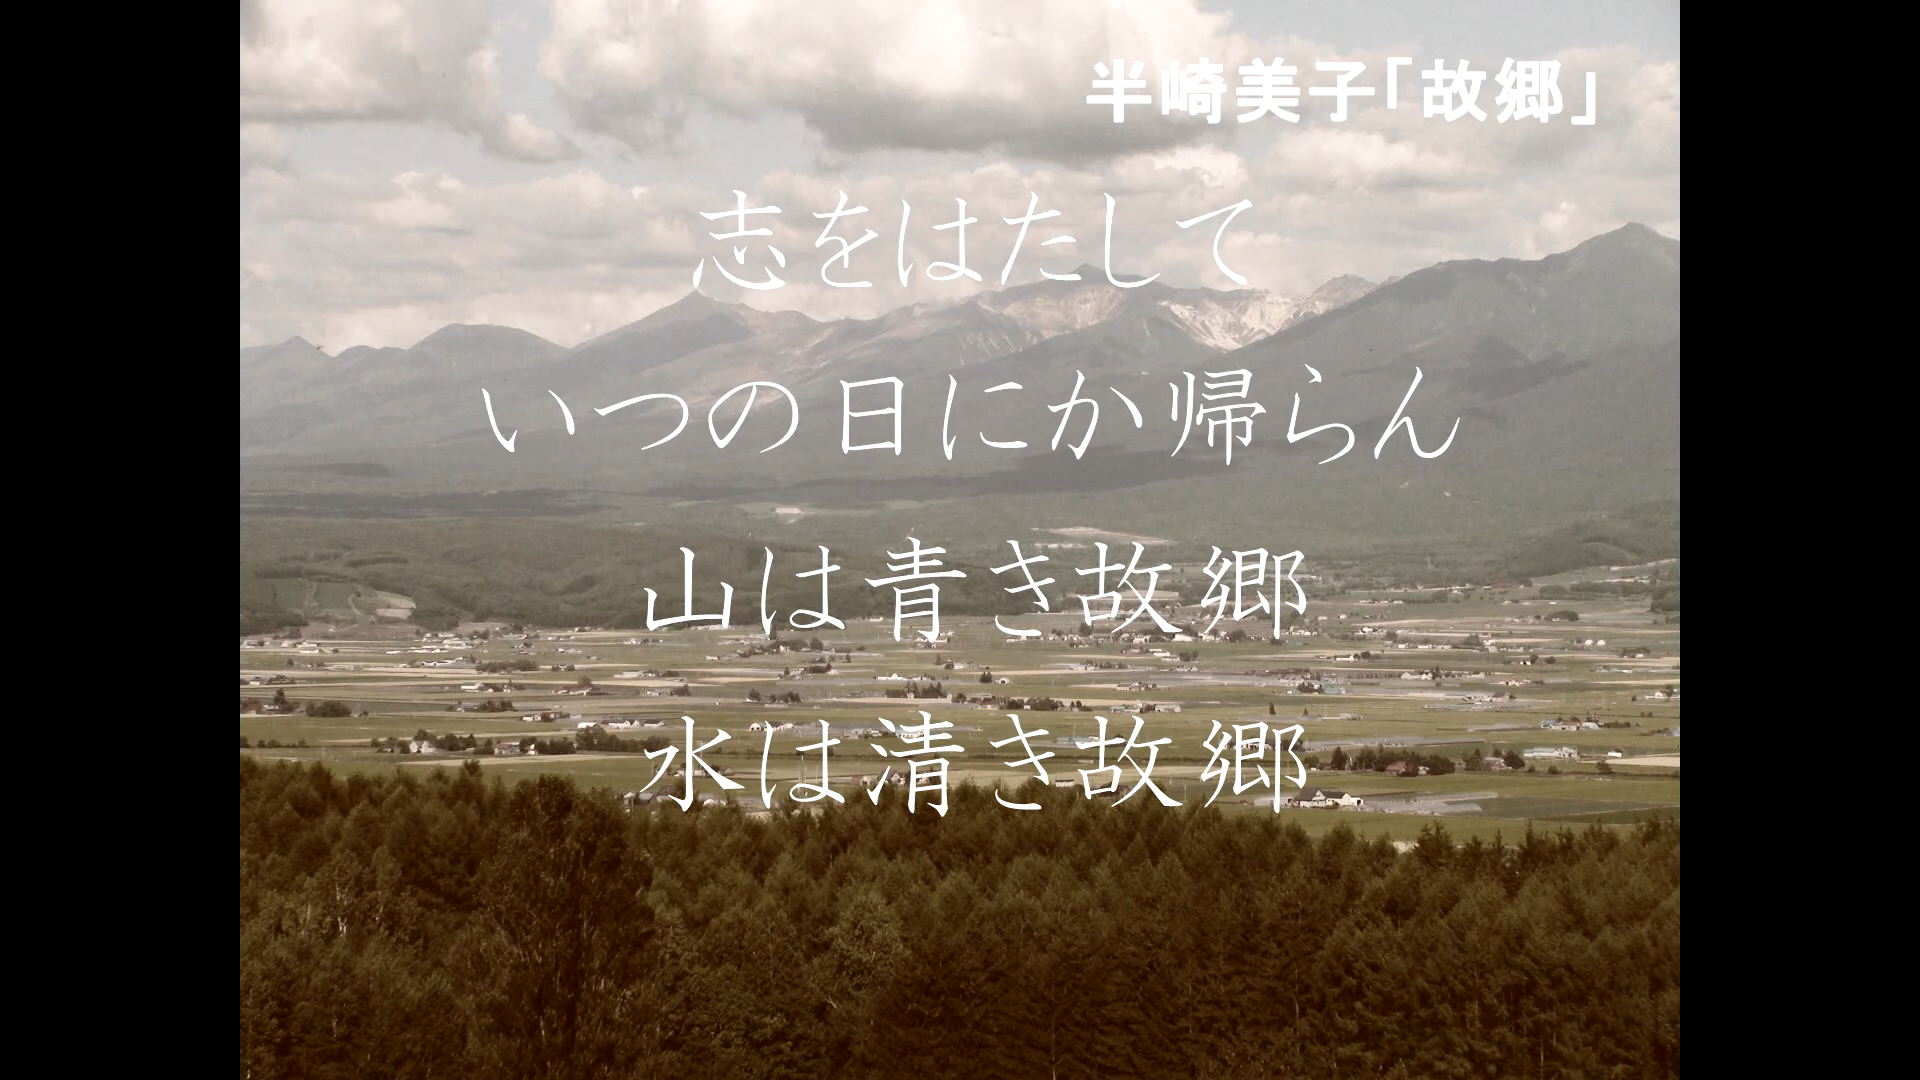 半崎美子「故郷」
志をはたして
いつの日にか帰らん
山は青き故郷
水は清き故郷